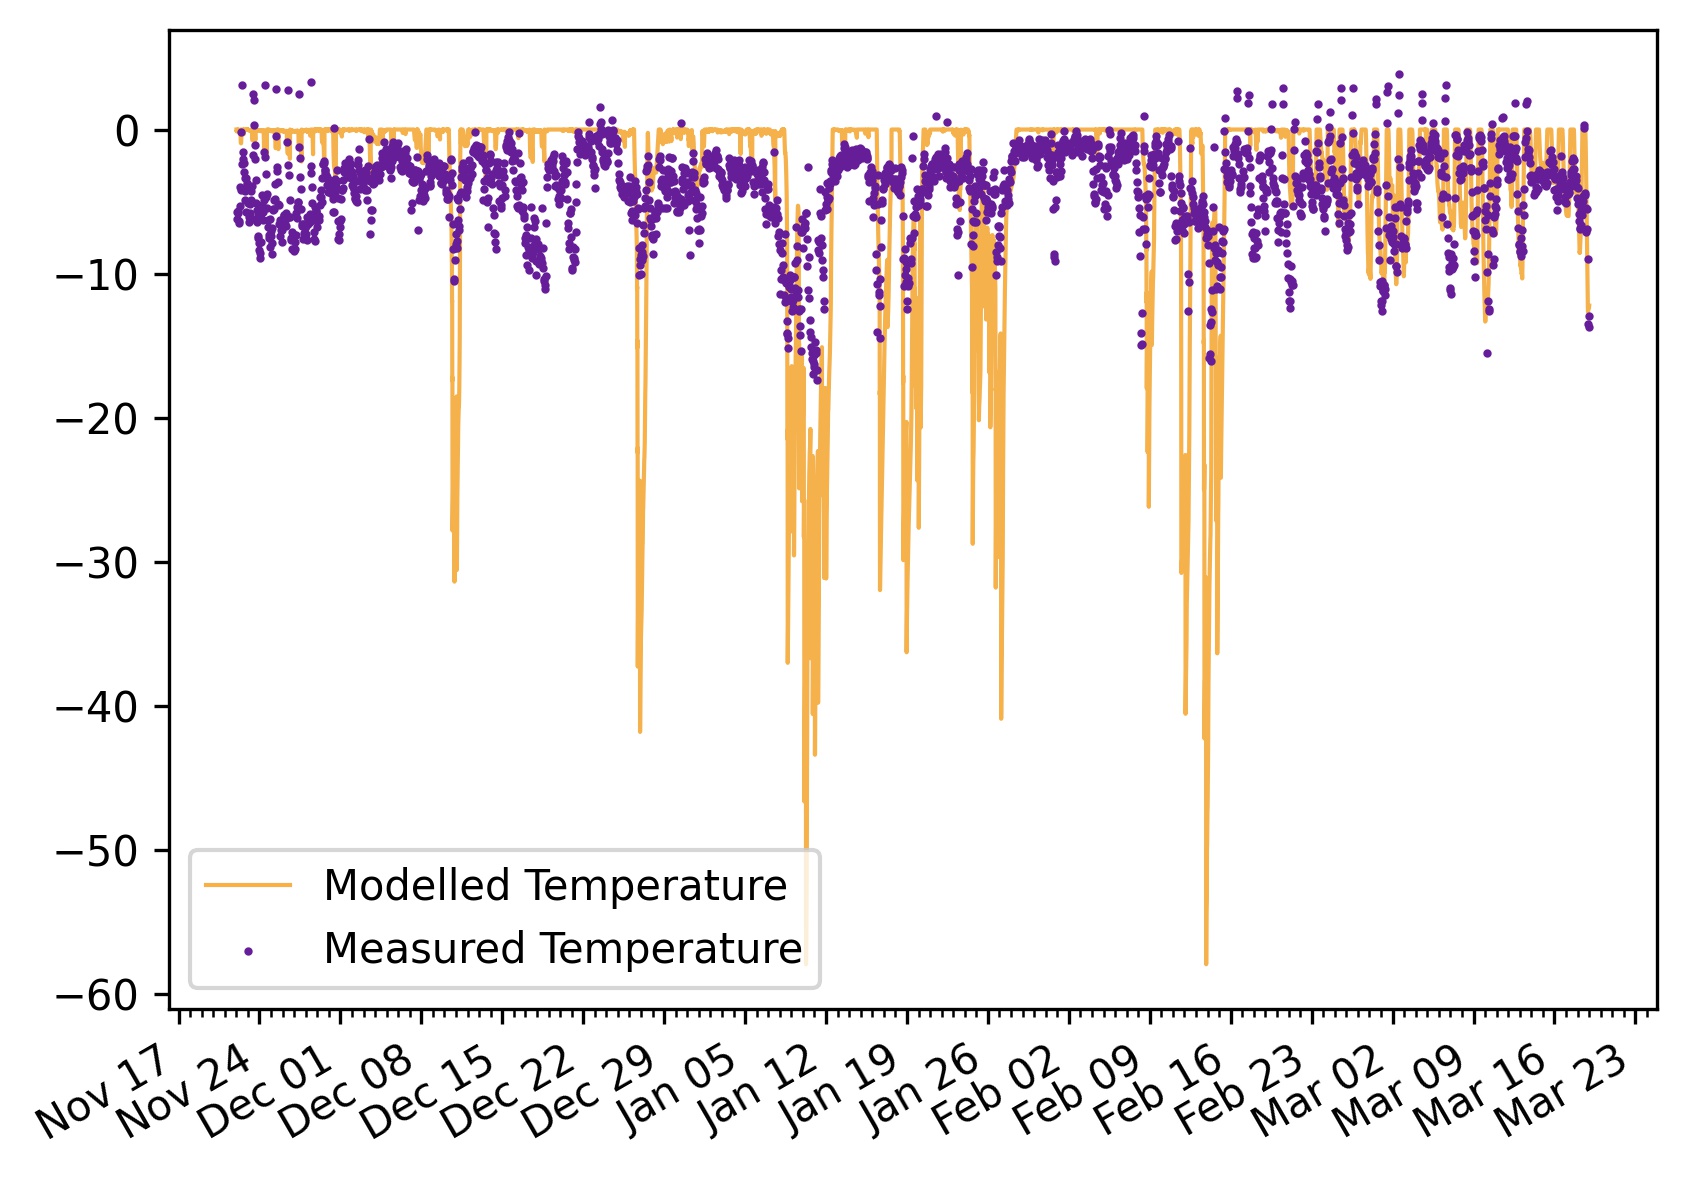 0
−10
−20
−30
−40
−50
−60
Modelled Temperature
Measured Temperature
Nov 17
Nov 24
Dec 01
Dec 08
Dec 15
Dec 22
Dec 29
Jan 05
Jan 12
Jan 19
Jan 26
Feb 02
Feb 09
Feb 16
Feb 23
Mar 02
Mar 09
Mar 16
Mar 23